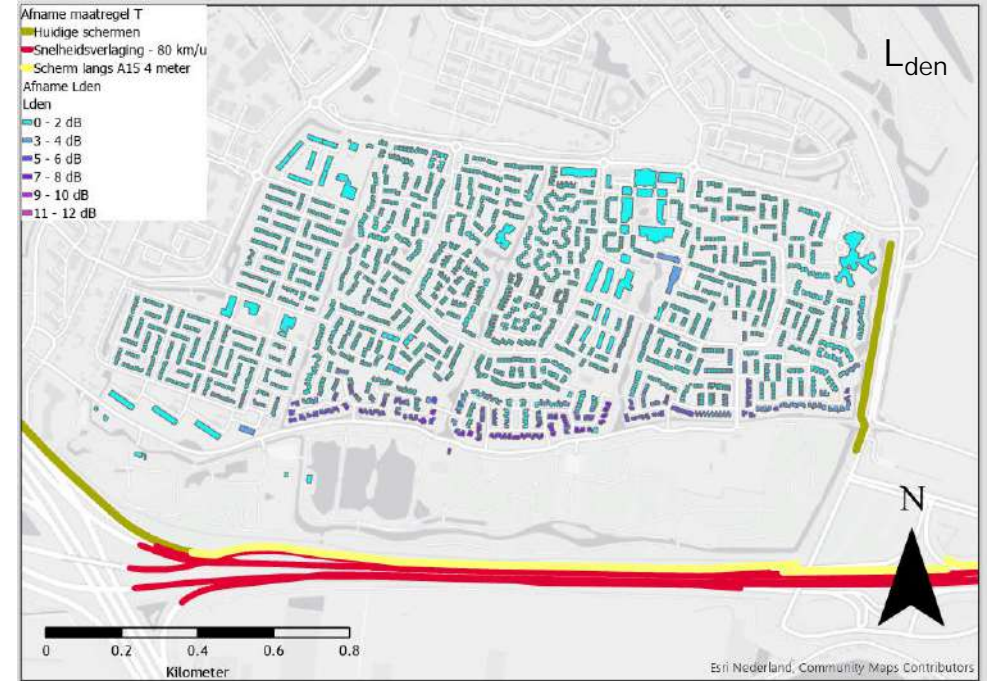 Afname maatregel T
Huidige schermen
Snelheidsverlaging - 80 km/u
Scherm langs A15 4 meter
Afname Lden
Lden
0 - 2 dB
3 - 4 dB
5 - 6 dB
7 - 8 dB
9 - 10 dB
11 - 12 dB
Lden
N
0 0.2 0.4 0.6 0.8
Kilometer
Esri Nederland, Community Maps Contributors